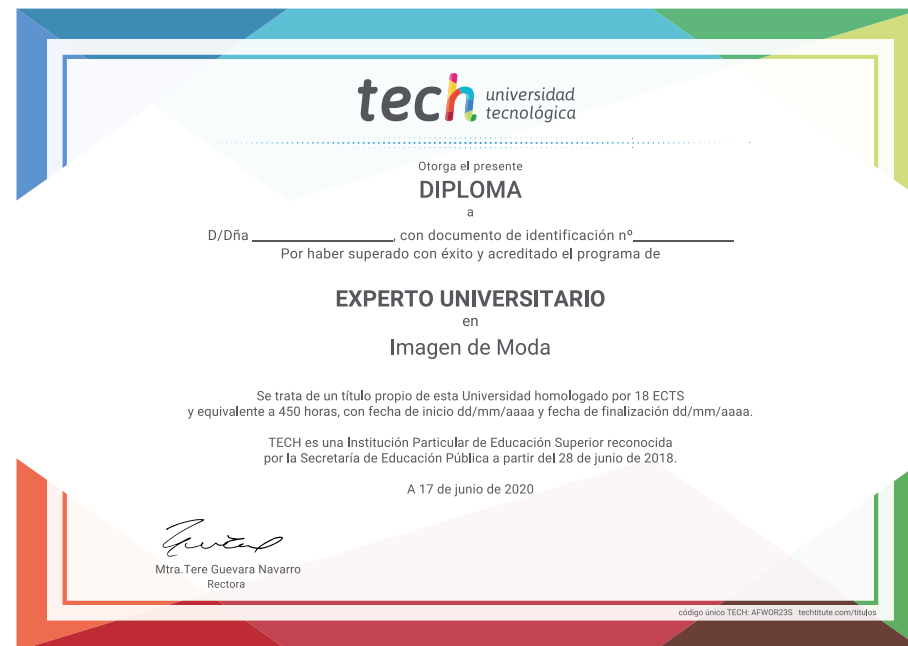 tech universidad
tecnológica
Otorga el presente
DIPLOMA
a
D/Dña ____________________, con documento de identificación nº______________
Por haber superado con éxito y acreditado el programa de
EXPERTO UNIVERSITARIO
en
Imagen de Moda
Se trata de un título propio de esta Universidad homologado por 18 ECTS
y equivalente a 450 horas, con fecha de inicio dd/mm/aaaa y fecha de finalización dd/mm/aaaa.
TECH es una Institución Particular de Educación Superior reconocida
por la Secretaría de Educación Pública a partir del 28 de junio de 2018.
A 17 de junio de 2020
Mtra.Tere Guevara Navarro
Rectora
código único TECH: AFWOR23S techtitute.com/titulos